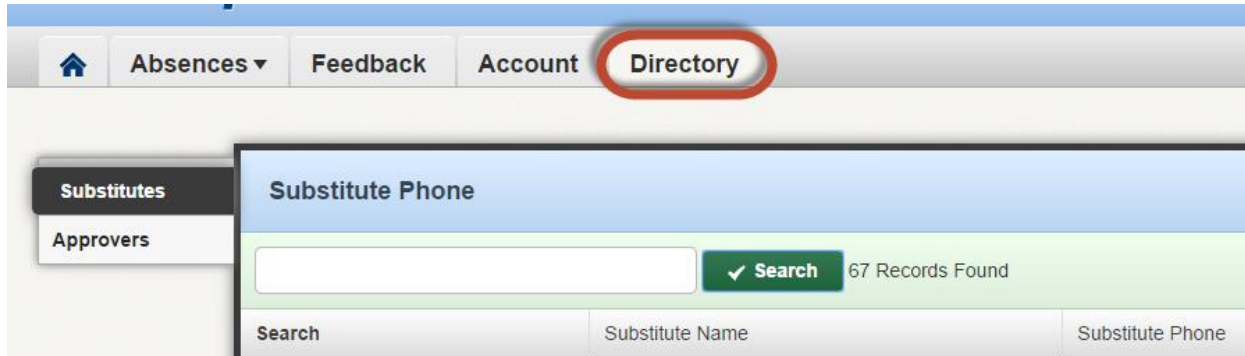 Absences ▾ Feedback Account Directory
Substitutes
Approvers
Substitute Phone
Search 67 Records Found
Search Substitute Name Substitute Phone